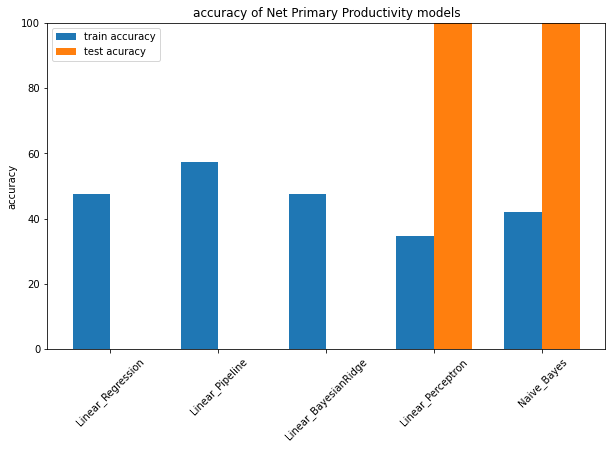 accuracy of Net Primary Productivity models
train accuracy
test acuracy
accuracy
100
80
60
40
20
0
Linear_Regression
Linear_Pipeline
Linear_BayesianRidge
Linear_Perceptron
Naive_Bayes